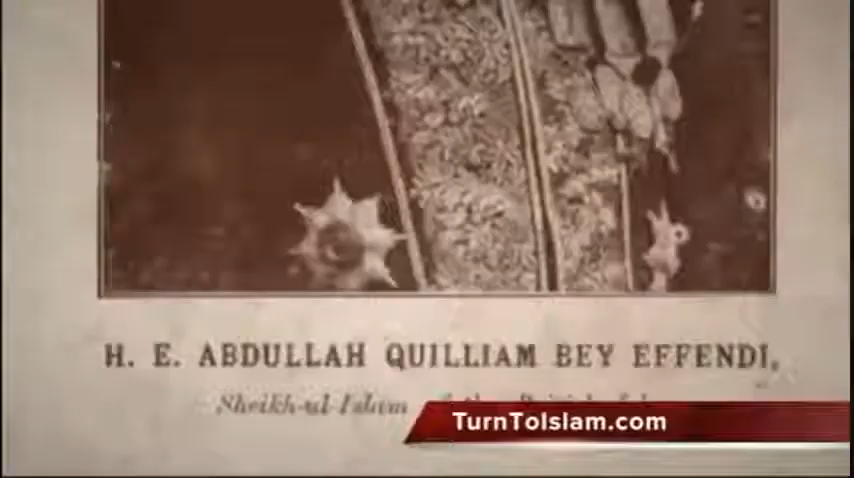 H. E. ABDULLAH QUILLIAM BEY EFFENDI,
Sheikh-ul-Islam
TurnToIslam.com